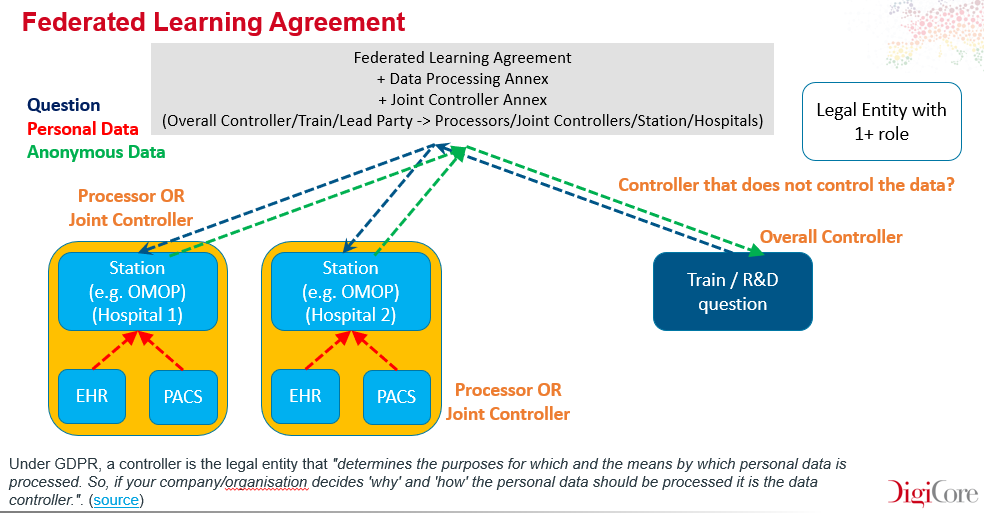 Federated Learning Agreement
Federated Learning Agreement
+ Data Processing Annex
+ Joint Controller Annex
(Overall Controller/Train/Lead Party -> Processors/Joint Controllers/Station/Hospitals)
Question
Personal Data
Anonymous Data
Legal Entity with
1+ role
Processor OR
Joint Controller
Controller that does not control the data?
Overall Controller
Station
(e.g. OMOP)
(Hospital 1)
Station
(e.g. OMOP)
(Hospital 2)
Train / R&D
question
EHR
PACS
EHR
PACS
Processor OR
Joint Controller
Under GDPR, a controller is the legal entity that "determines the purposes for which and the means by which personal data is
processed. So, if your company/organisation decides 'why' and 'how' the personal data should be processed it is the data
controller.". (source)
DigiCore